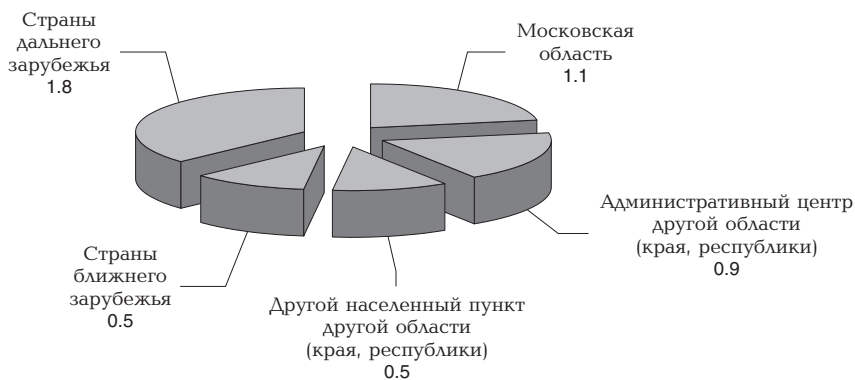 Страны
дальнего
зарубежья
1.8
Московская
область
1.1
Административный центр
другой области
(края, республики)
0.9
Страны
ближнего
зарубежья
0.5
Другой населенный пункт
другой области
(края, республики)
0.5